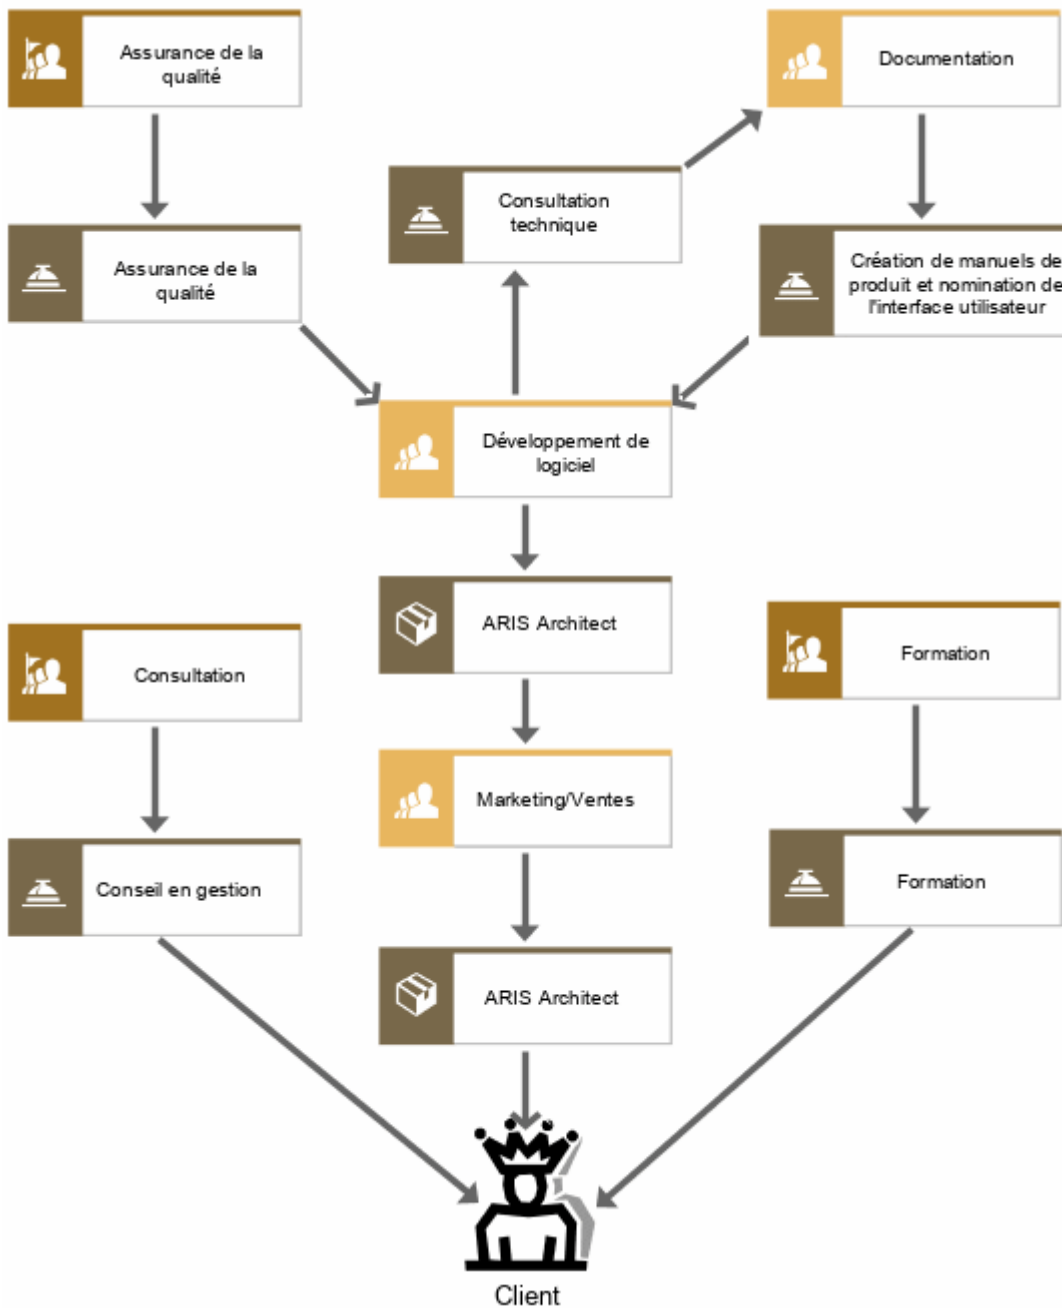 Assurance de la
qualité
Documentation
Consultation
technique
Assurance de la
qualité
Création de manuels de
produit et nomination de
l'interface utilisateur
Développement de
logiciel
ARIS Architect
Consultation
Formation
Marketing/Ventes
Conseil en gestion
Formation
ARIS Architect
Client